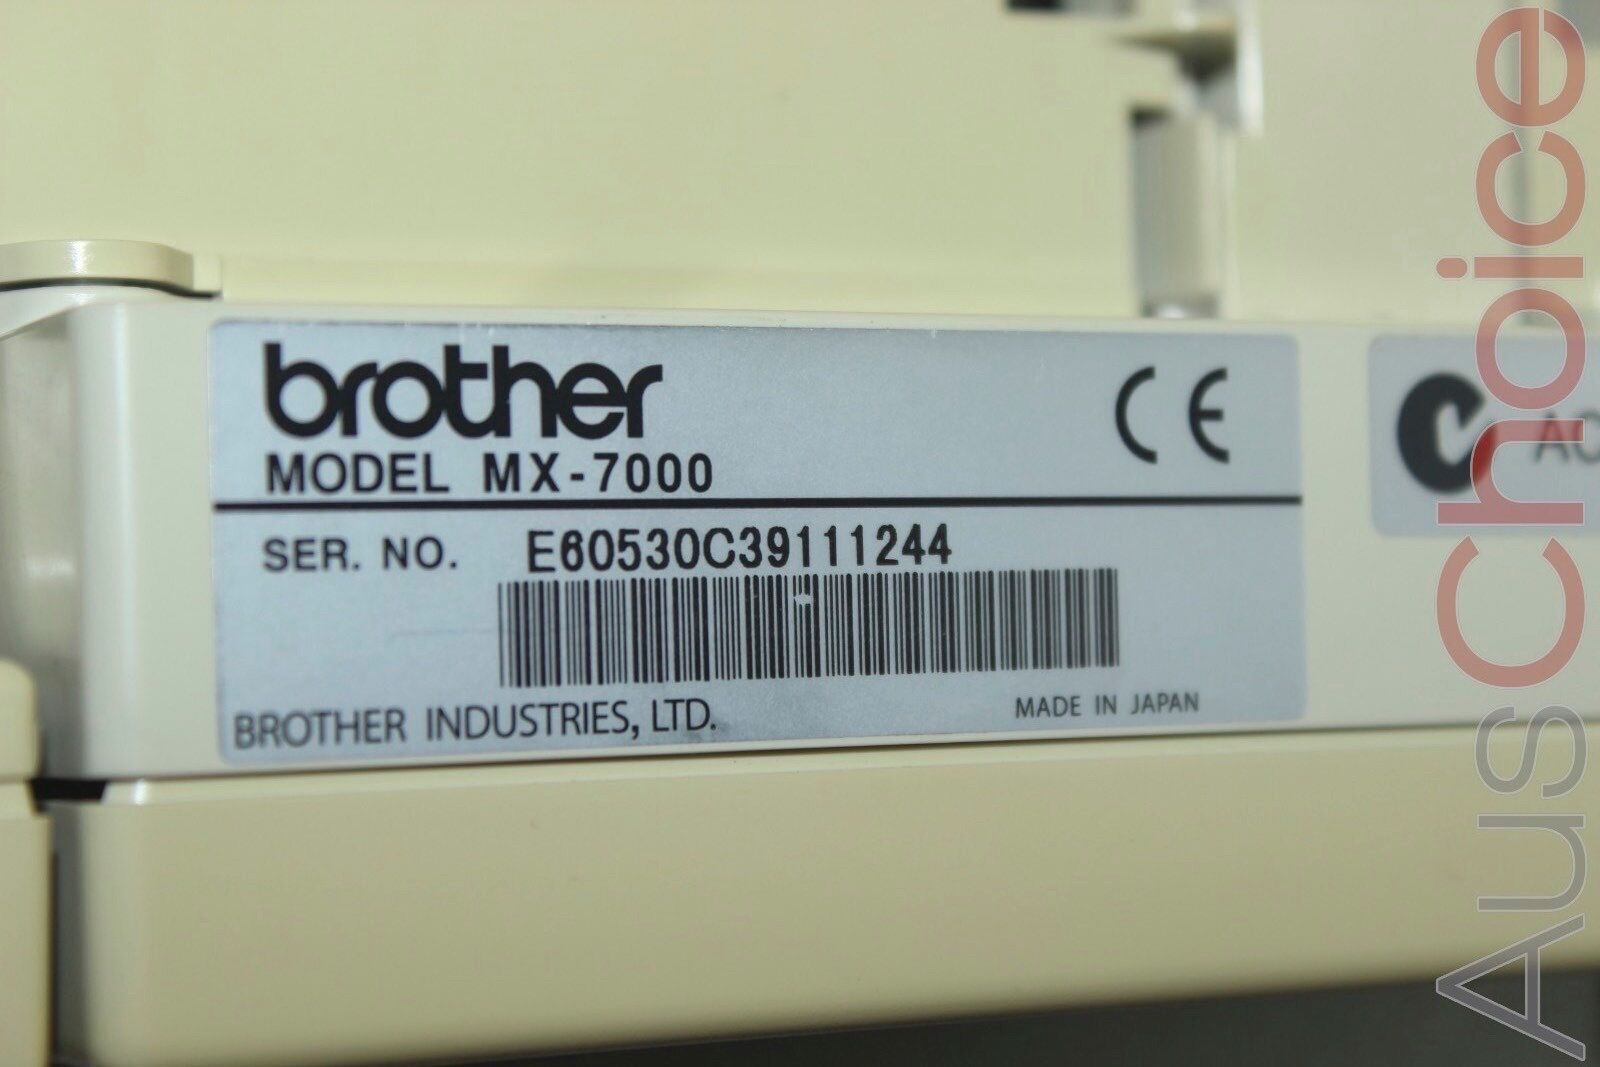 brother
MODEL MX-7000
CE
SER. NO. E60530C39111244
BROTHER INDUSTRIES, LTD.
MADE IN JAPAN
AusChoice